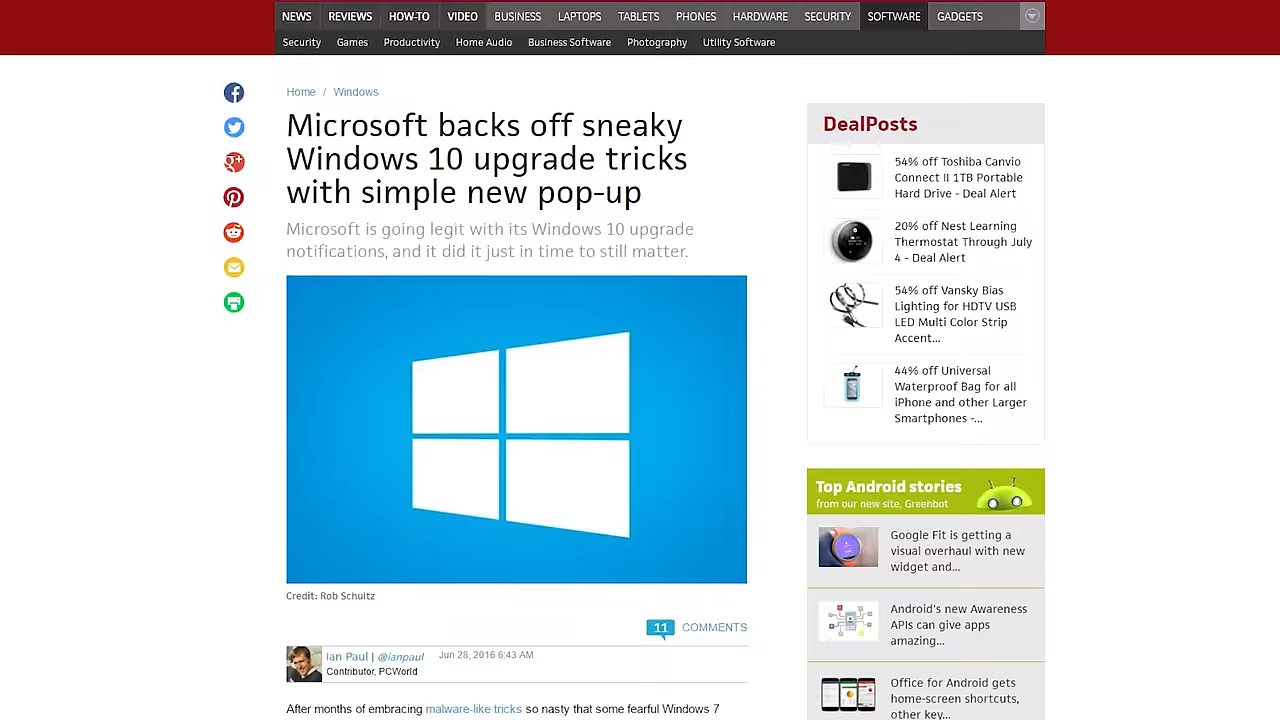 NEWS REVIEWS HOW-TO VIDEO BUSINESS LAPTOPS TABLETS PHONES HARDWARE SECURITY SOFTWARE GADGETS
Security Games Productivity Home Audio Business Software Photography Utility Software
Home / Windows
Microsoft backs off sneaky
Windows 10 upgrade tricks
with simple new pop-up
Microsoft is going legit with its Windows 10 upgrade
notifications, and it did it just in time to still matter.
Credit: Rob Schultz
11 COMMENTS
Ian Paul | @ianpaul Jun 28, 2016 6:43 AM
Contributor, PCWorld
After months of embracing malware-like tricks so nasty that some fearful Windows 7
DealPosts
54% off Toshiba Canvio
Connect II 1TB Portable
Hard Drive - Deal Alert
20% off Nest Learning
Thermostat Through July
4 - Deal Alert
54% off Vansky Bias
Lighting for HDTV USB
LED Multi Color Strip
Accent...
44% off Universal
Waterproof Bag for all
iPhone and other Larger
Smartphones -...
Top Android stories
from our new site, Greenbot
Google Fit is getting a
visual overhaul with new
widget and...
Android's new Awareness
APIs can give apps
amazing...
Office for Android gets
home-screen shortcuts,
other key...